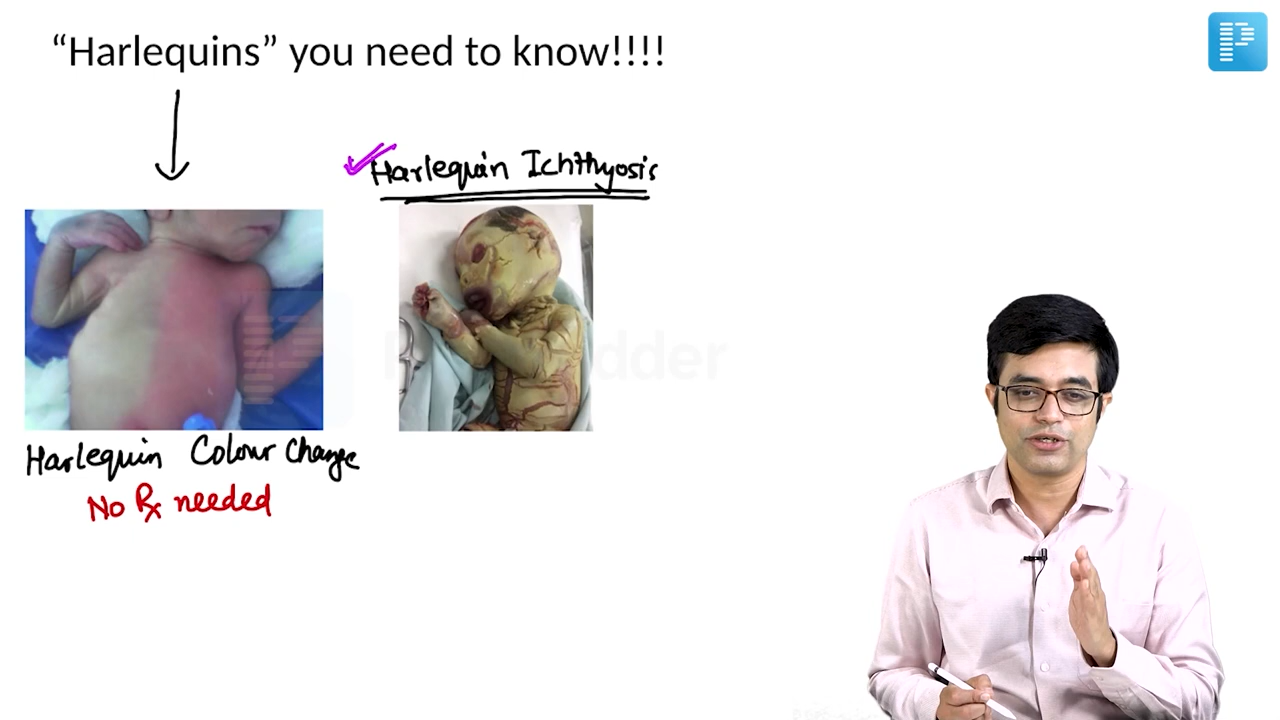 “Harlequins” you need to know!!!!
Harlequin Ichthyosis
Harlequin Colour Change
No Rx needed